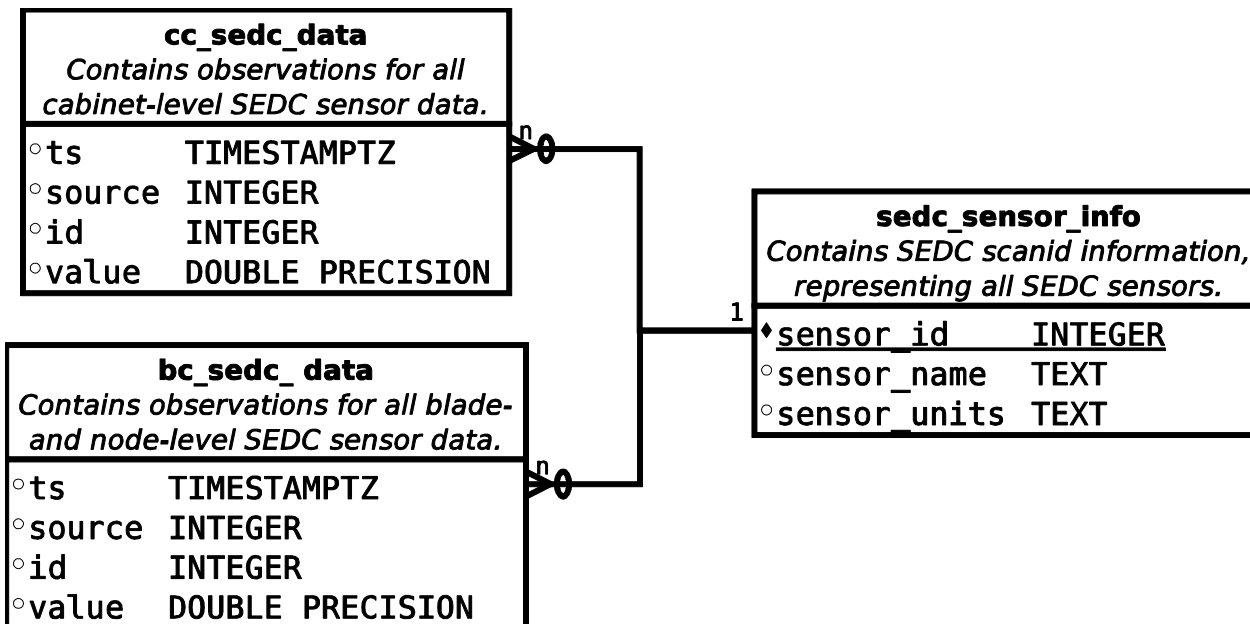 cc_sedc_data
Contains observations for all
cabinet-level SEDC sensor data.
ts TIMESTAMPTZ
source INTEGER
id INTEGER
value DOUBLE PRECISION
n
sedc_sensor_info
Contains SEDC scanid information,
representing all SEDC sensors.
1
sensor_id INTEGER
sensor_name TEXT
sensor_units TEXT
bc_sedc_ data
Contains observations for all blade-
and node-level SEDC sensor data.
n
ts TIMESTAMPTZ
source INTEGER
id INTEGER
value DOUBLE PRECISION